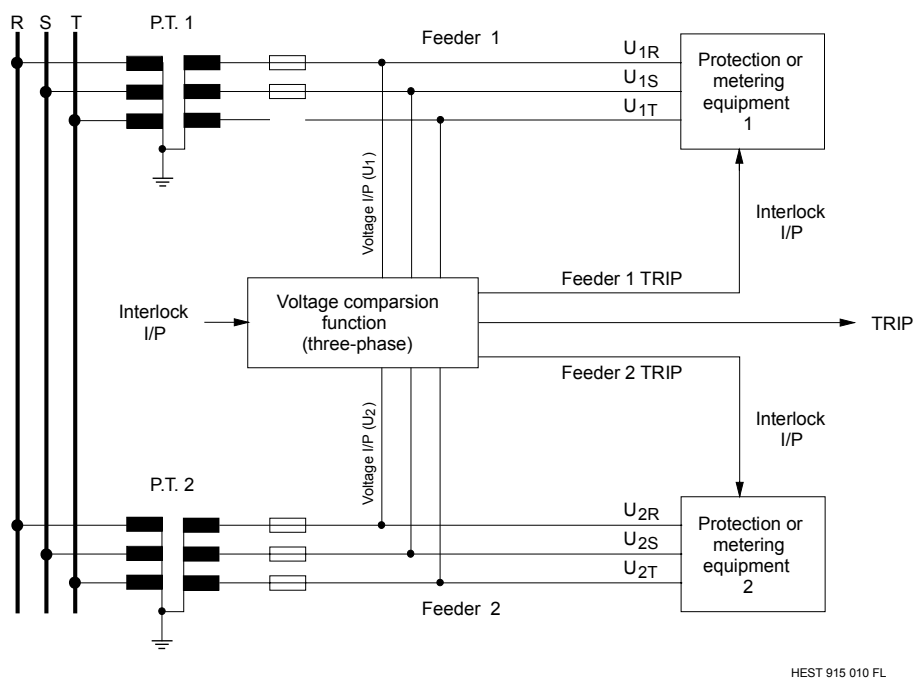 R S T P.T. 1
Feeder 1
U1R
U1S
U1T
Protection or
metering
equipment
1
Voltage I/P (U1)
Interlock
I/P
Feeder 1 TRIP
Interlock
I/P
Voltage comparsion
function
(three-phase)
TRIP
Feeder 2 TRIP
Voltage I/P (U2)
Interlock
I/P
P.T. 2
U2R
U2S
U2T
Protection or
metering
equipment
2
Feeder 2
HEST 915 010 FL